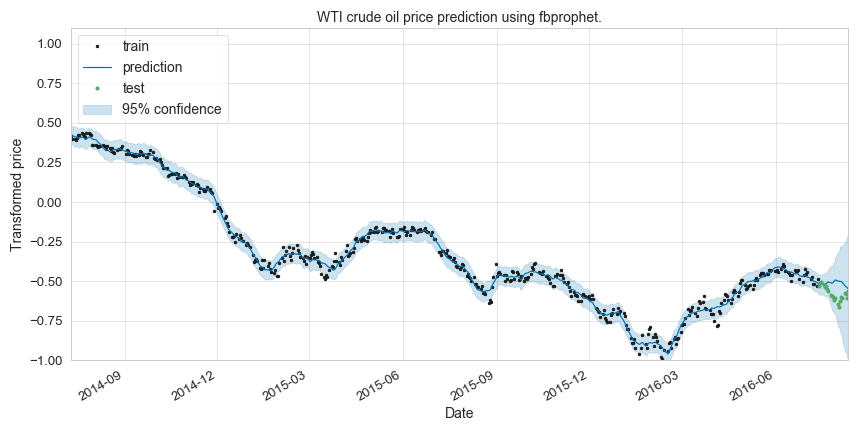 WTI crude oil price prediction using fbprophet.
train
prediction
test
95% confidence
1.00
0.75
0.50
0.25
0.00
−0.25
−0.50
−0.75
−1.00
Transformed price
2014-09
2014-12
2015-03
2015-06
2015-09
2015-12
2016-03
2016-06
Date